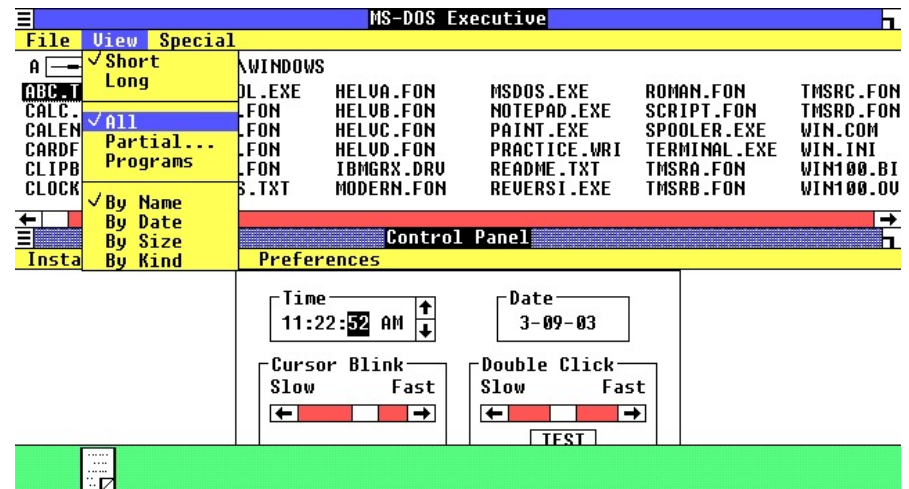 MS-DOS Executive
File View Special
A \WINDOWS
Short
Long
All
Partial...
Programs
By Name
By Date
By Size
By Kind
ABC.T OL.EXE HELVA.FON MSDOS.EXE ROMAN.FON TMSRC.FON
CALC. .FON HELVB.FON NOTEPAD.EXE SCRIPT.FON TMSRD.FON
CALEN .FON HELVC.FON PAINT.EXE SPOOLER.EXE WIN.COM
CARDF .FON HELVD.FON PRACTICE.WRI TERMINAL.EXE WIN.INI
CLIPB .FON IBMGRX.DRV README.TXT TMSRA.FON WIN100.BI
CLOCK S.TXT MODERN.FON REVERSI.EXE TMSRB.FON WIN100.OV
Control Panel
Insta Preferences
Time Date
11:22:52 AM 3-09-03
Cursor Blink Double Click
Slow Fast Slow Fast
TEST